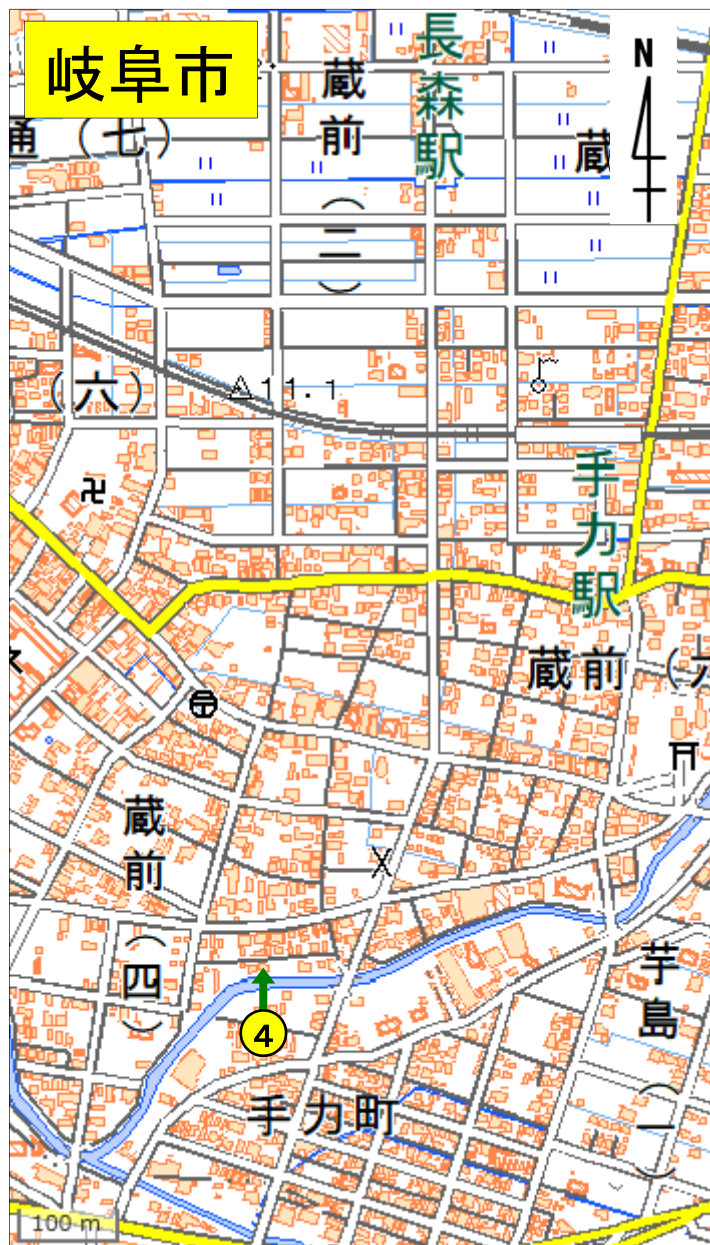 岐阜市
N
長森駅
通(七)
蔵前(二)
蔵
(六)
11.1
手力駅
蔵前(六
蔵前(四)
芋島(一)
4
手力町
100 m